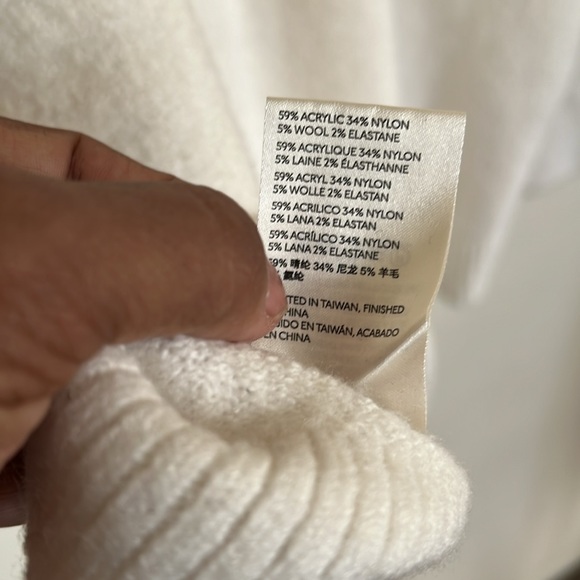 59% ACRYLIC 34% NYLON
5% WOOL 2% ELASTANE
59% ACRYLIQUE 34% NYLON
5% LAINE 2% ÉLASTHANNE
59% ACRYL 34% NYLON
5% WOLLE 2% ELASTAN
59% ACRILICO 34% NYLON
5% LANA 2% ELASTAN
59% ACRÍLICO 34% NYLON
5% LANA 2% ELASTANE
59% 腈纶 34% 尼龙 5% 羊毛
% 氨纶
TED IN TAIWAN, FINISHED
CHINA
JIDO EN TAIWÁN, ACABADO
EN CHINA